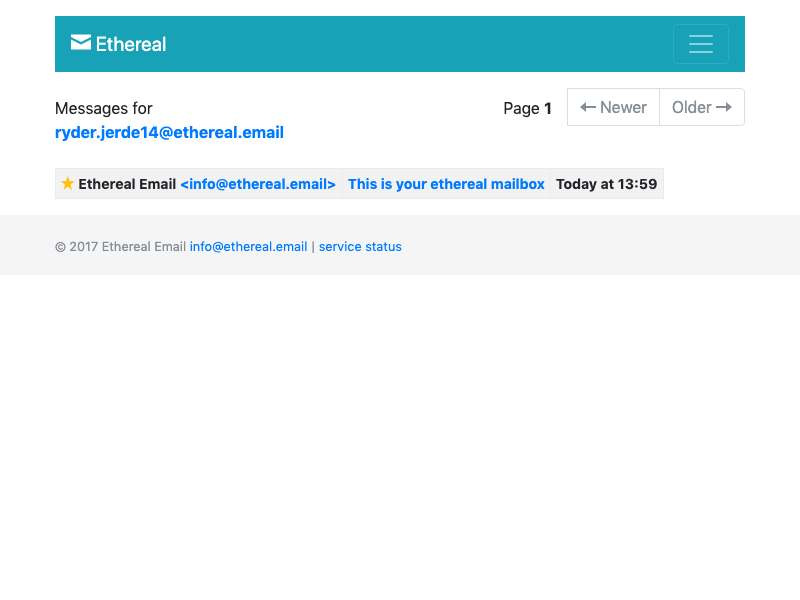 Ethereal
Messages for
ryder.jerde14@ethereal.email
Page 1
Newer
Older
Ethereal Email <info@ethereal.email> This is your ethereal mailbox Today at 13:59
© 2017 Ethereal Email info@ethereal.email | service status